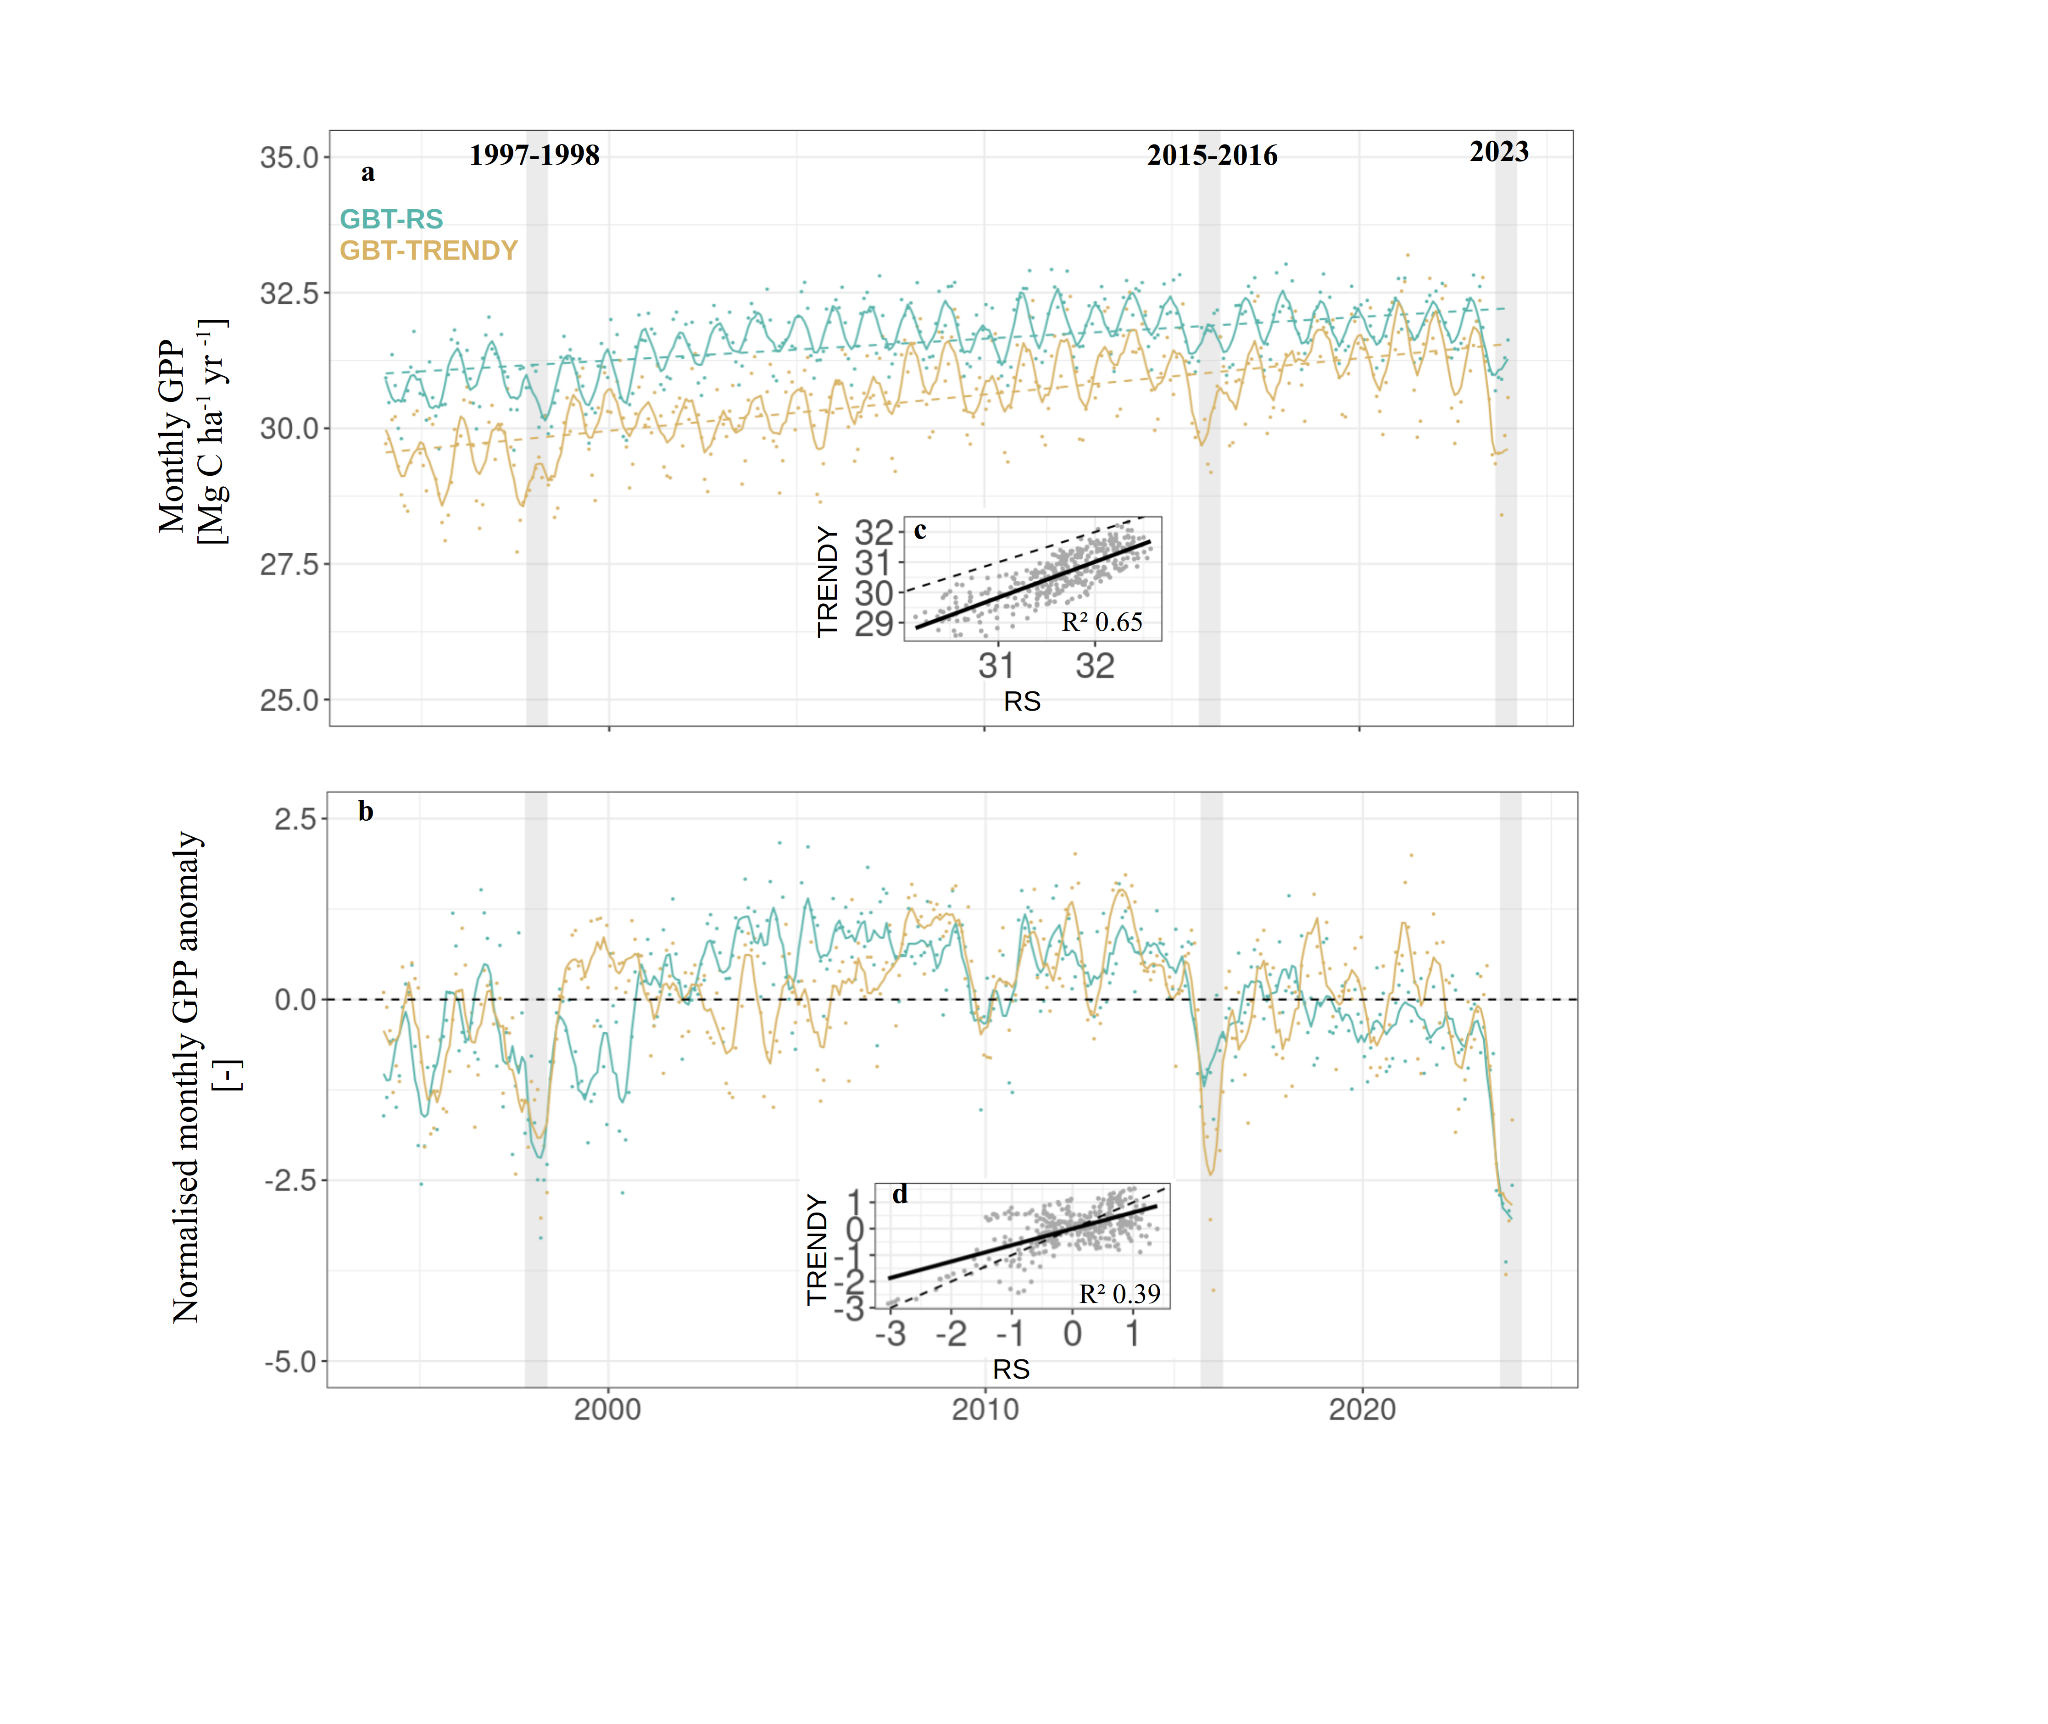 1997-1998
2015-2016
2023
a
GBT-RS
GBT-TRENDY
35.0
32.5
30.0
27.5
25.0
Monthly GPP
[Mg C ha⁻¹ yr ⁻¹]
c
TRENDY
32
31
30
29
R² 0.65
31 32
RS
b
2.5
0.0
-2.5
-5.0
Normalised monthly GPP anomaly
[-]
d
TRENDY
1
0
-1
-2
-3
R² 0.39
-3 -2 -1 0 1
RS
2000 2010 2020